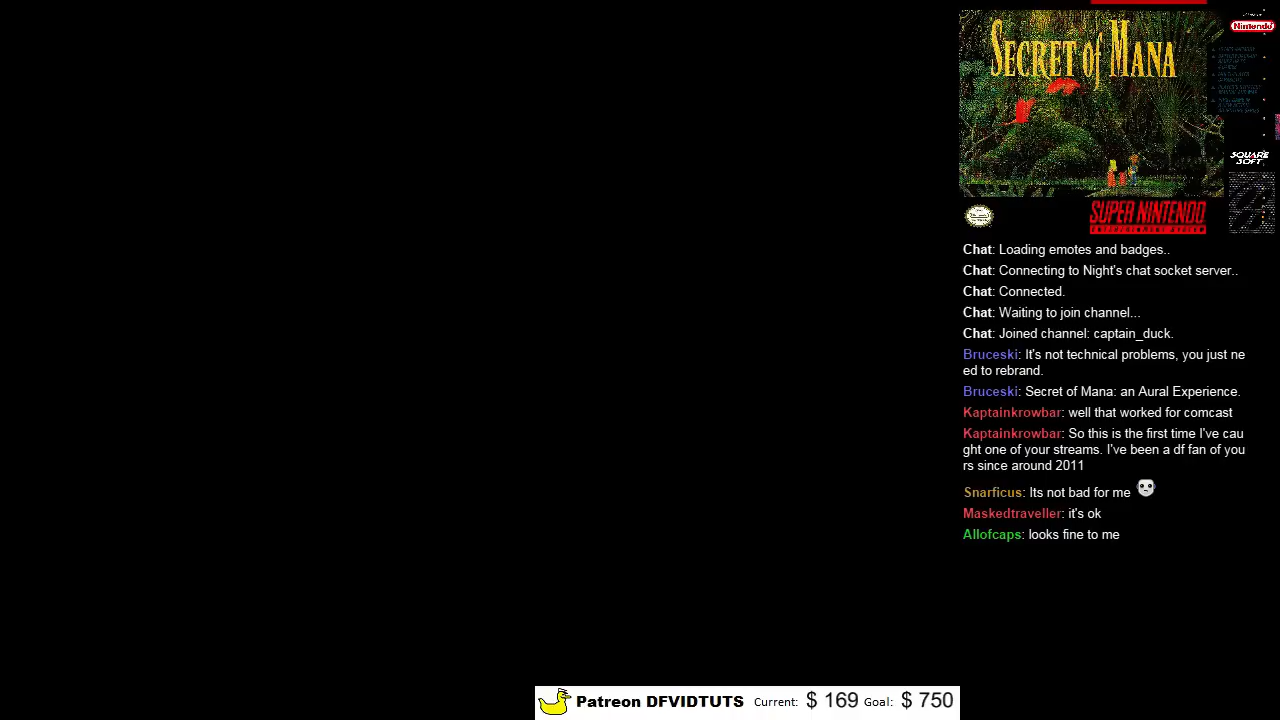 SECRET of MANA
Nintendo
SQUARE
SOFT
SUPER NINTENDO
Chat: Loading emotes and badges..
Chat: Connecting to Night's chat socket server..
Chat: Connected.
Chat: Waiting to join channel...
Chat: Joined channel: captain_duck.
Bruceski: It's not technical problems, you just ne
ed to rebrand.
Bruceski: Secret of Mana: an Aural Experience.
Kaptainkrowbar: well that worked for comcast
Kaptainkrowbar: So this is the first time I've cau
ght one of your streams. I've been a df fan of you
rs since around 2011
Snarficus: Its not bad for me
Maskedtraveller: it's ok
Allofcaps: looks fine to me
Patreon DFVIDTUTS Current: $ 169 Goal: $ 750